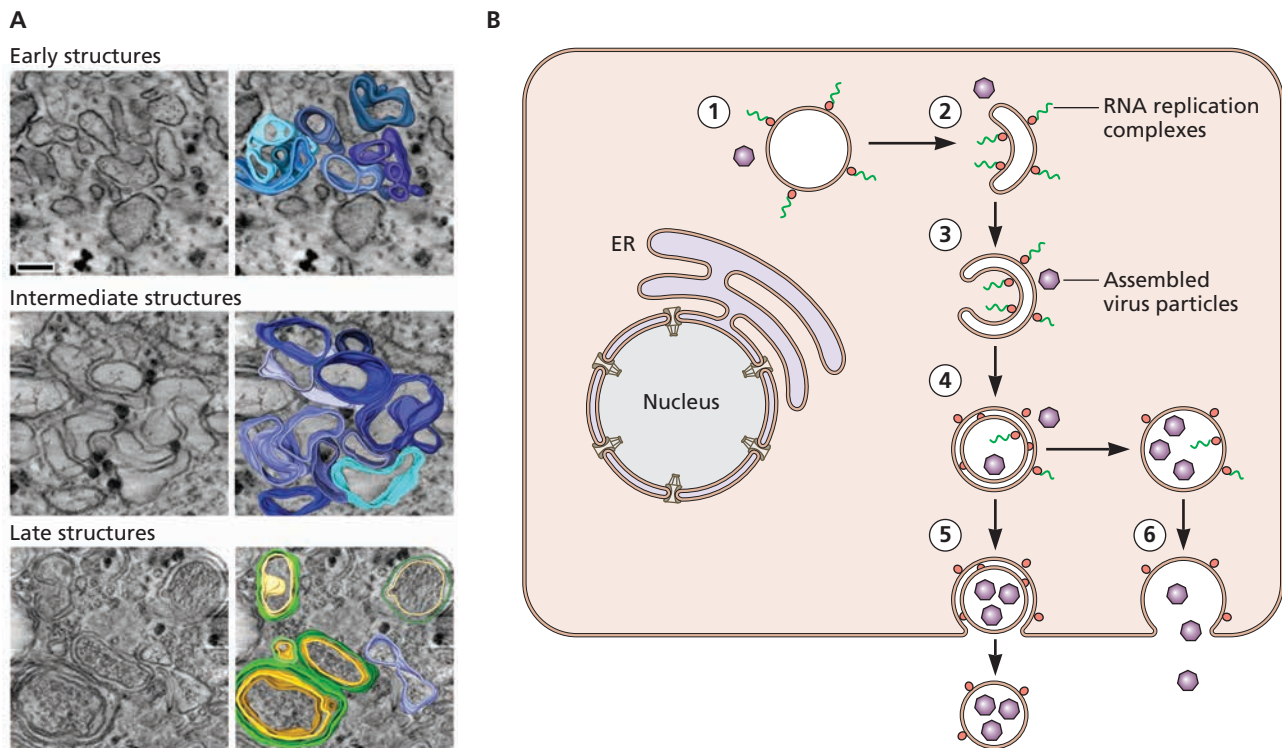 A
Early structures
Intermediate structures
Late structures
B
1
2
RNA replication
complexes
3
ER
Assembled
virus particles
4
Nucleus
5
6